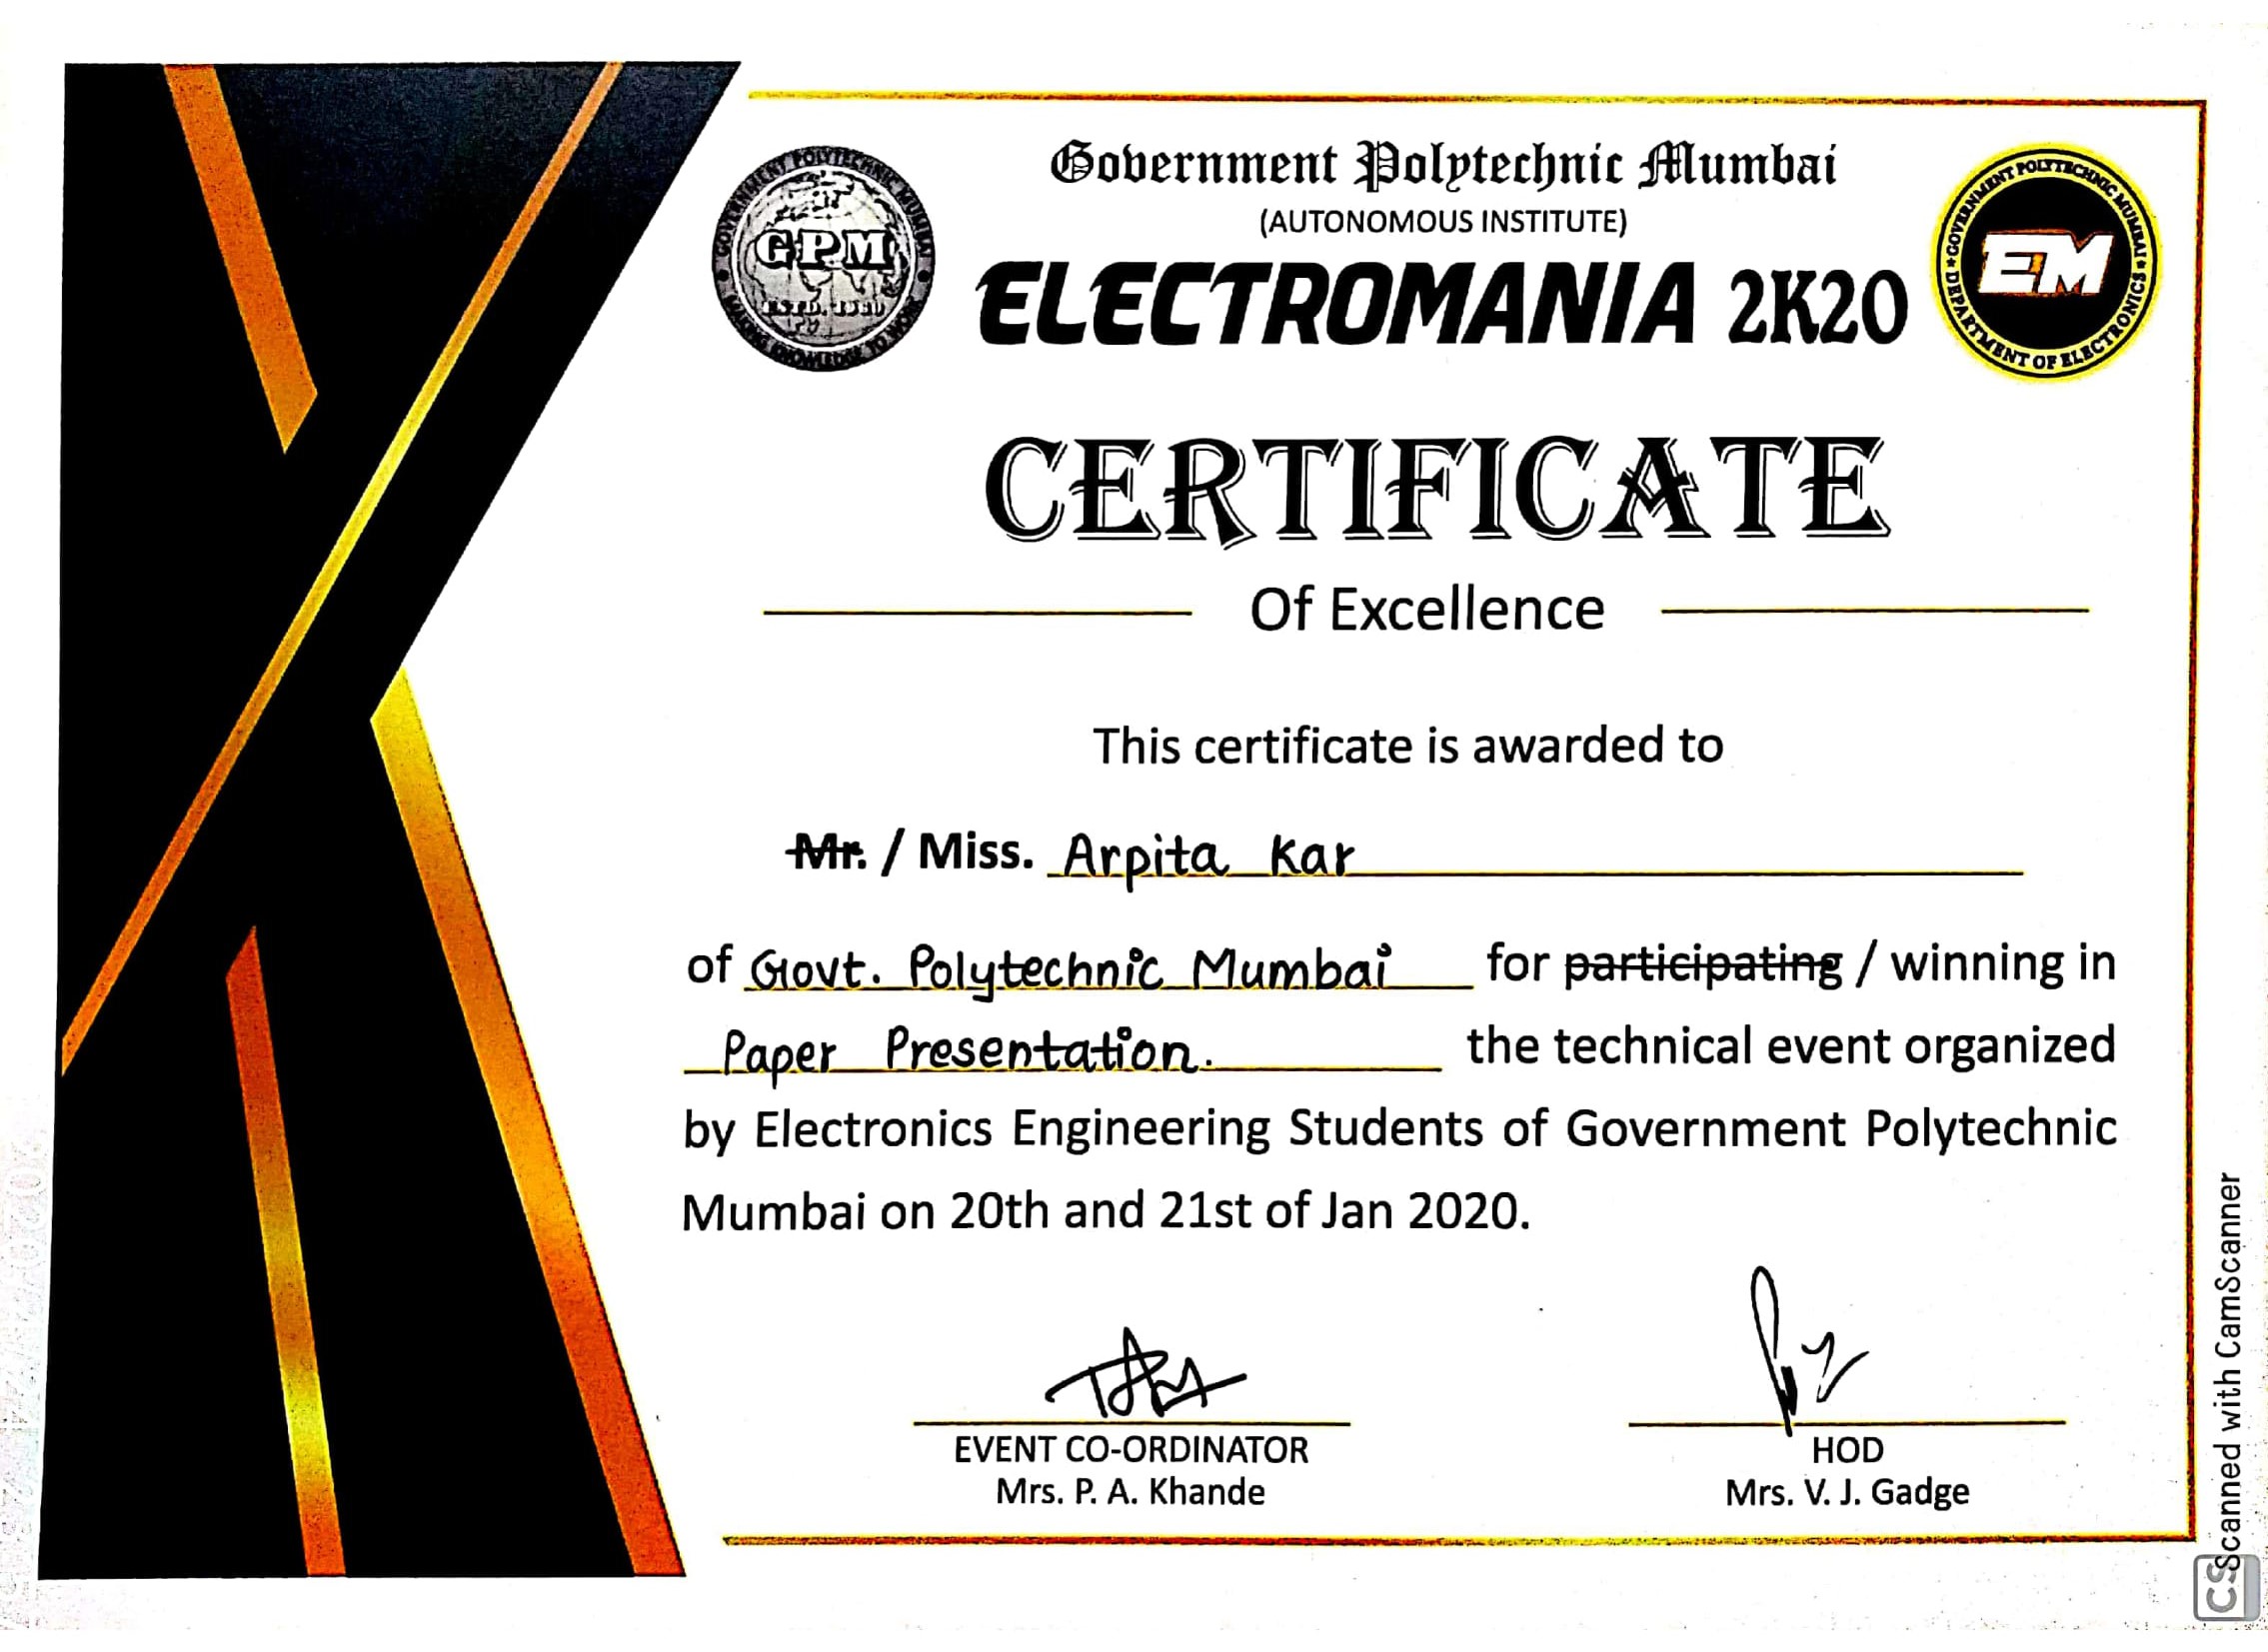 Government Polytechnic Mumbai
(AUTONOMOUS INSTITUTE)
ELECTROMANIA 2K20
GOVERNMENT POLYTECHNIC MUMBAI
GPM
ESTD.
GOVERNMENT POLYTECHNIC MUMBAI
EM
DEPARTMENT OF ELECTRONICS
CERTIFICATE
Of Excellence
This certificate is awarded to
Mr. / Miss. Arpita Kar
of Govt. Polytechnic Mumbai for participating / winning in
Paper Presentation. the technical event organized
by Electronics Engineering Students of Government Polytechnic
Mumbai on 20th and 21st of Jan 2020.
EVENT CO-ORDINATOR
Mrs. P. A. Khande
HOD
Mrs. V. J. Gadge
CS
Scanned with CamScanner